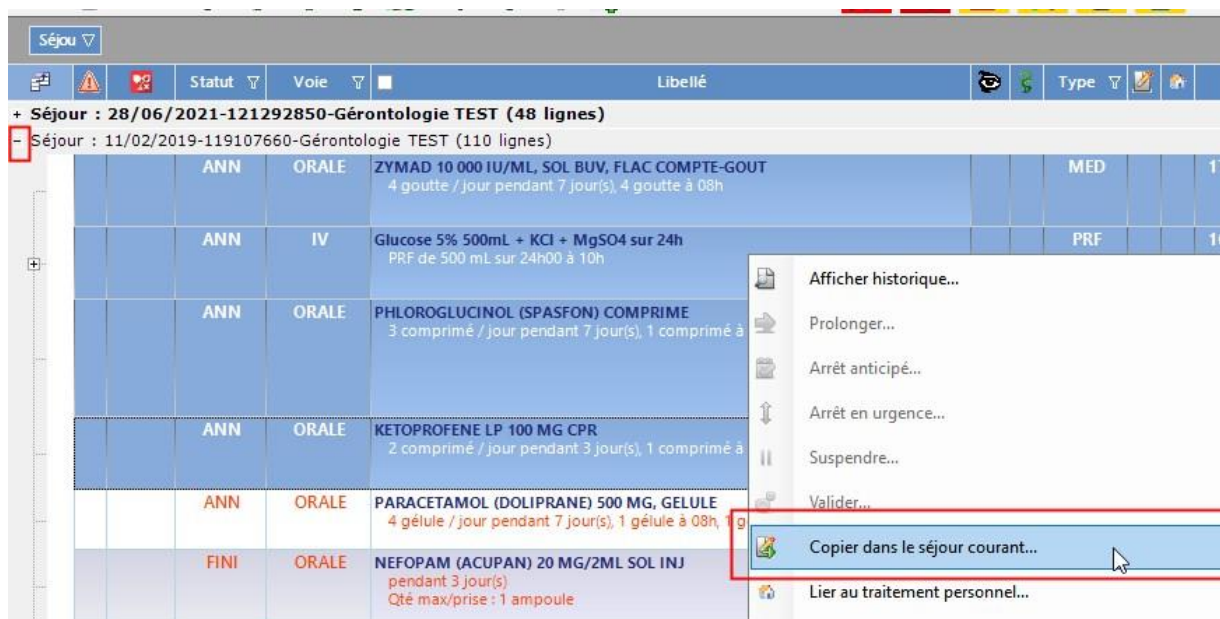 Séjou
Statut Voie Libellé Type
+ Séjour : 28/06/2021-121292850-Gérontologie TEST (48 lignes)
- Séjour : 11/02/2019-119107660-Gérontologie TEST (110 lignes)
ANN ORALE ZYMAD 10 000 IU/ML, SOL BUV, FLAC COMPTE-GOUT MED
4 goutte / jour pendant 7 jour(s), 4 goutte à 08h
ANN IV Glucose 5% 500mL + KCl + MgSO4 sur 24h PRF
PRF de 500 mL sur 24h00 à 10h
Afficher historique...
ANN ORALE PHLOROGLUCINOL (SPASFON) COMPRIME
3 comprimé / jour pendant 7 jour(s), 1 comprimé à
Prolonger...
Arrêt anticipé...
Arrêt en urgence...
ANN ORALE KETOPROFENE LP 100 MG CPR
2 comprimé / jour pendant 3 jour(s), 1 comprimé à
Suspendre...
ANN ORALE PARACETAMOL (DOLIPRANE) 500 MG, GELULE
Valider...
4 gélule / jour pendant 7 jour(s), 1 gélule à 08h, 1 g
Copier dans le séjour courant...
FINI ORALE NEFOPAM (ACUPAN) 20 MG/2ML SOL INJ
pendant 3 jour(s)
Qté max/prise : 1 ampoule
Lier au traitement personnel...